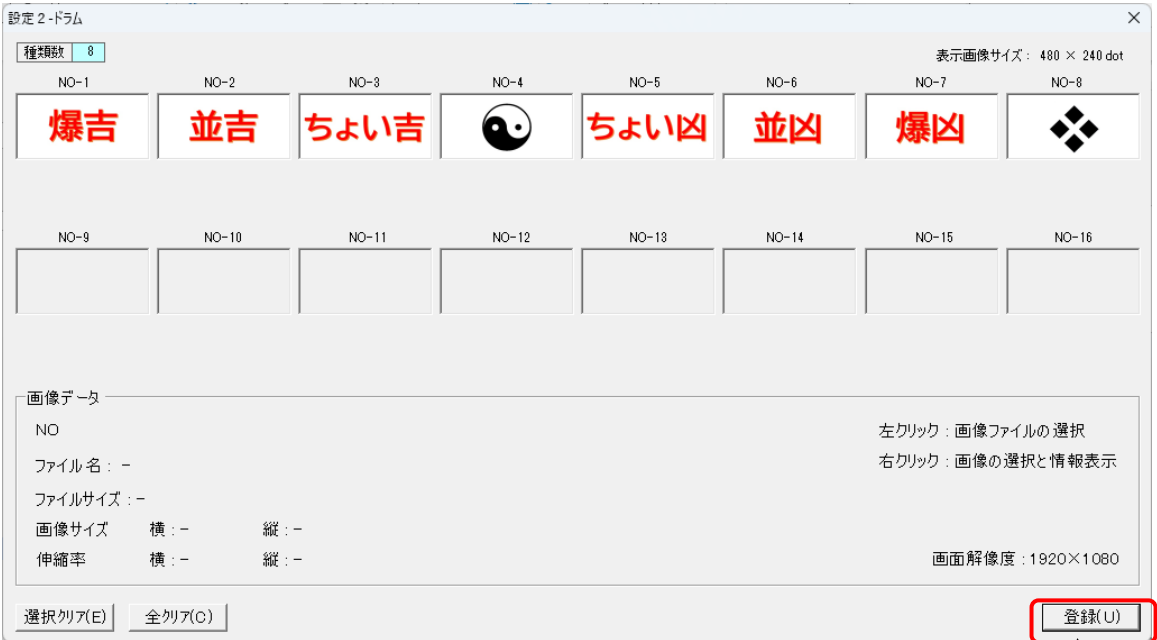 設定2-ドラム
種類数 8
表示画像サイズ： 480 × 240 dot
NO-1 NO-2 NO-3 NO-4 NO-5 NO-6 NO-7 NO-8
爆吉 並吉 ちょい吉 ちょい凶 並凶 爆凶
NO-9 NO-10 NO-11 NO-12 NO-13 NO-14 NO-15 NO-16
画像データ
NO
左クリック：画像ファイルの選択
ファイル名：－
右クリック：画像の選択と情報表示
ファイルサイズ：－
画像サイズ 横：－ 縦：－
伸縮率 横：－ 縦：－
画面解像度：1920×1080
選択クリア(E) 全クリア(C) 登録(U)